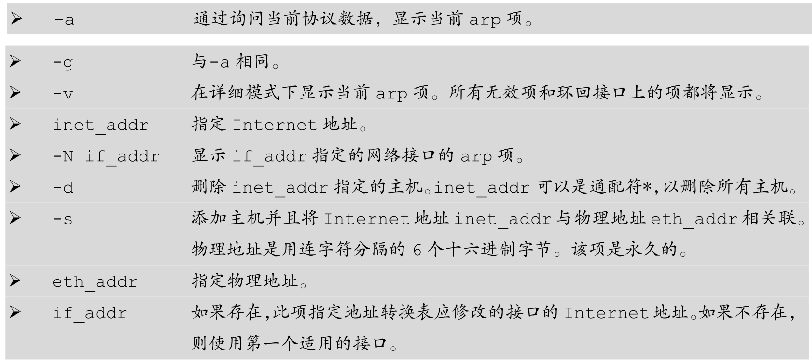 ➤ -a 通过询问当前协议数据，显示当前 arp 项。
➤ -g 与-a 相同。
➤ -v 在详细模式下显示当前 arp 项。所有无效项和环回接口上的项都将显示。
➤ inet_addr 指定 Internet 地址。
➤ -N if_addr 显示 if_addr 指定的网络接口的 arp 项。
➤ -d 删除 inet_addr 指定的主机。inet_addr 可以是通配符*，以删除所有主机。
➤ -s 添加主机并且将 Internet 地址 inet_addr 与物理地址 eth_addr 相关联。
物理地址是用连字符分隔的 6 个十六进制字节。该项是永久的。
➤ eth_addr 指定物理地址。
➤ if_addr 如果存在，此项指定地址转换表应修改的接口的 Internet 地址。如果不存在，
则使用第一个适用的接口。